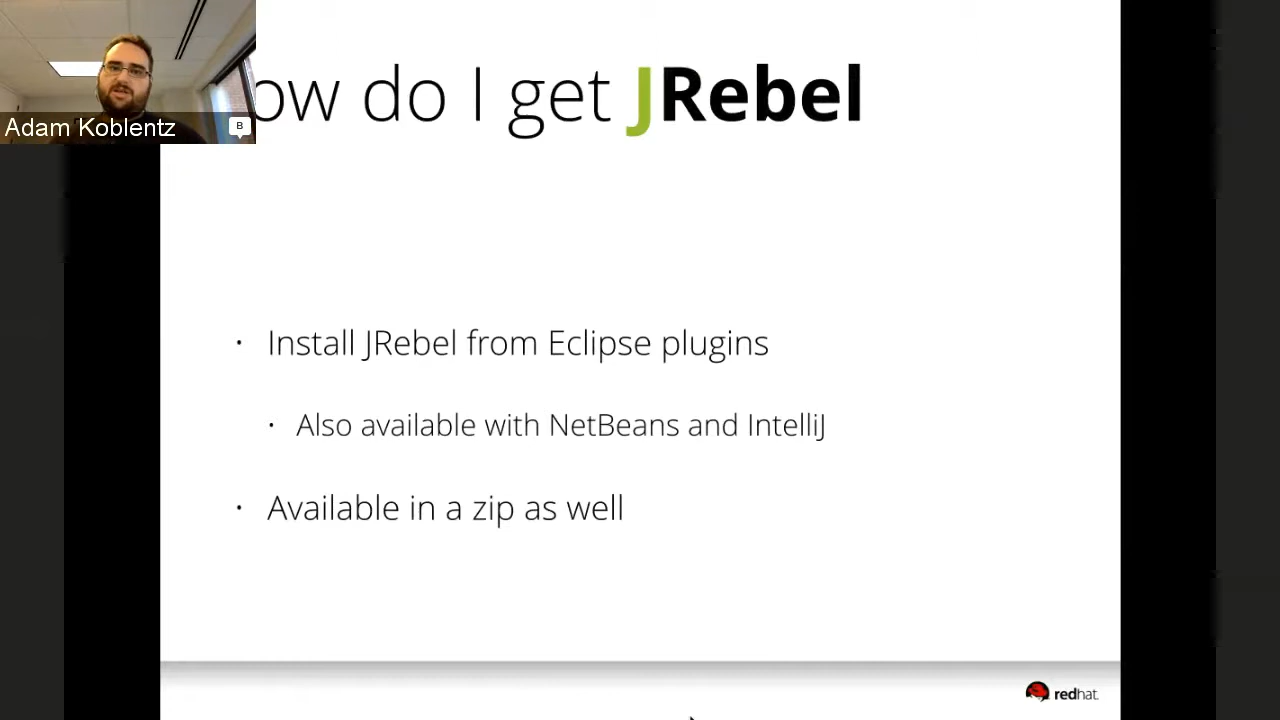 ow do I get JRebel
Adam Koblentz
B
Install JRebel from Eclipse plugins
Also available with NetBeans and IntelliJ
Available in a zip as well
redhat.